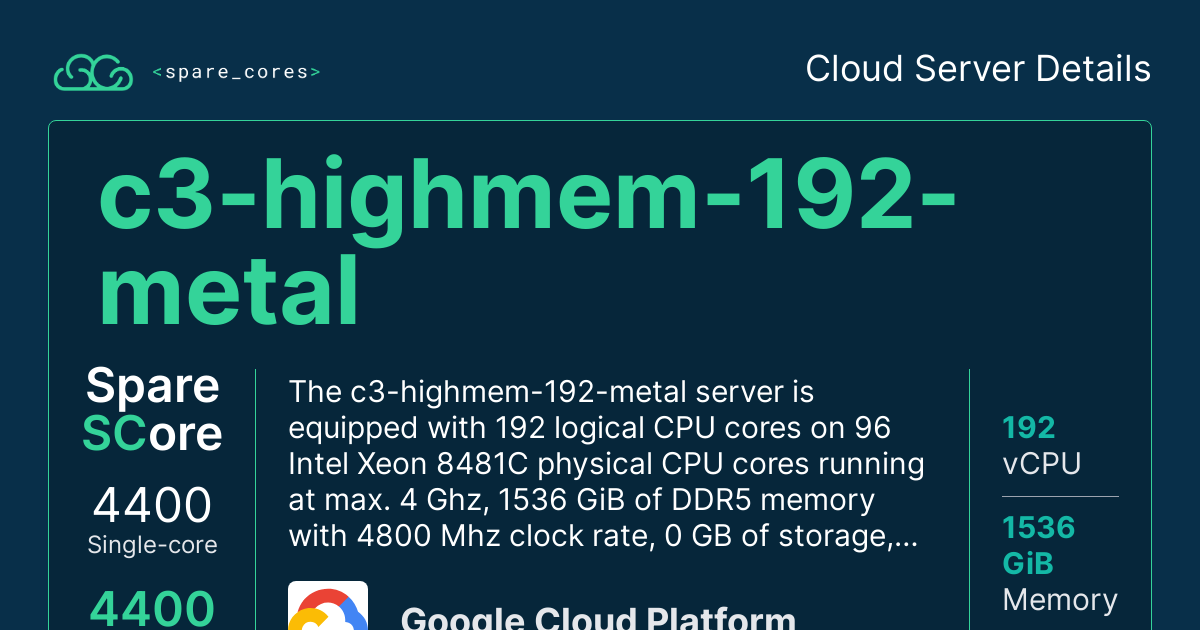 <spare_cores>
Cloud Server Details
c3-highmem-192-
metal
Spare
SCore
4400
Single-core
4400
The c3-highmem-192-metal server is
equipped with 192 logical CPU cores on 96
Intel Xeon 8481C physical CPU cores running
at max. 4 Ghz, 1536 GiB of DDR5 memory
with 4800 Mhz clock rate, 0 GB of storage,...
Google Cloud Platform
192
vCPU
1536
GiB
Memory